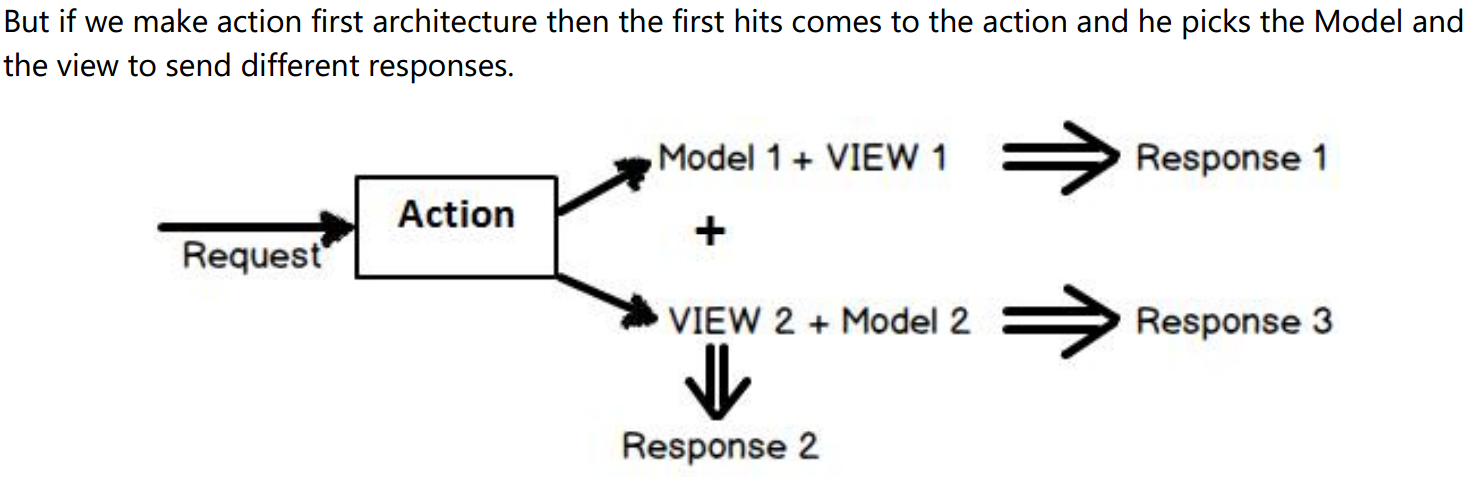 But if we make action first architecture then the first hits comes to the action and he picks the Model and
the view to send different responses.
Model 1 + VIEW 1
Response 1
Action
+
Request
VIEW 2 + Model 2
Response 3
Response 2